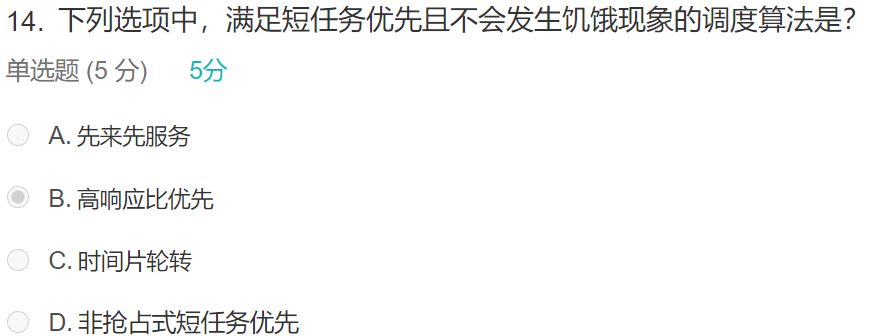 14. 下列选项中，满足短任务优先且不会发生饥饿现象的调度算法是？
单选题 (5 分) 5分
A. 先来先服务
B. 高响应比优先
C. 时间片轮转
D. 非抢占式短任务优先